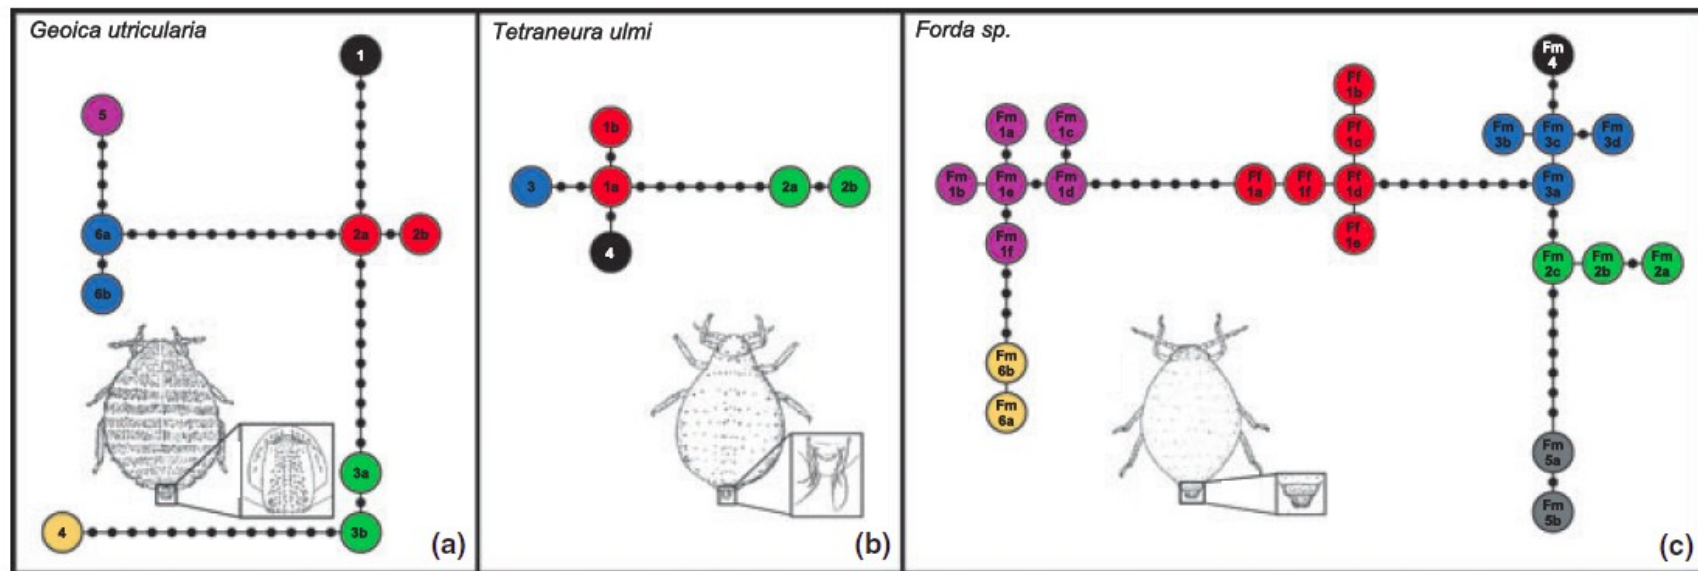 Geoica utricularia
1
5
6a
2a
2b
6b
3a
4
3b
(a)
Tetraneura ulmi
1b
3
1a
2a
2b
4
(b)
Forda sp.
Fm
4
Ff
1b
Fm
1a
Fm
1c
Ff
1c
Fm
3b
Fm
3c
Fm
3d
Fm
1b
Fm
1e
Fm
1d
Ff
1a
Ff
1f
Ff
1d
Fm
3a
Fm
1f
Ff
1e
Fm
2c
Fm
2b
Fm
2a
Fm
6b
Fm
6a
Fm
5a
Fm
5b
(c)